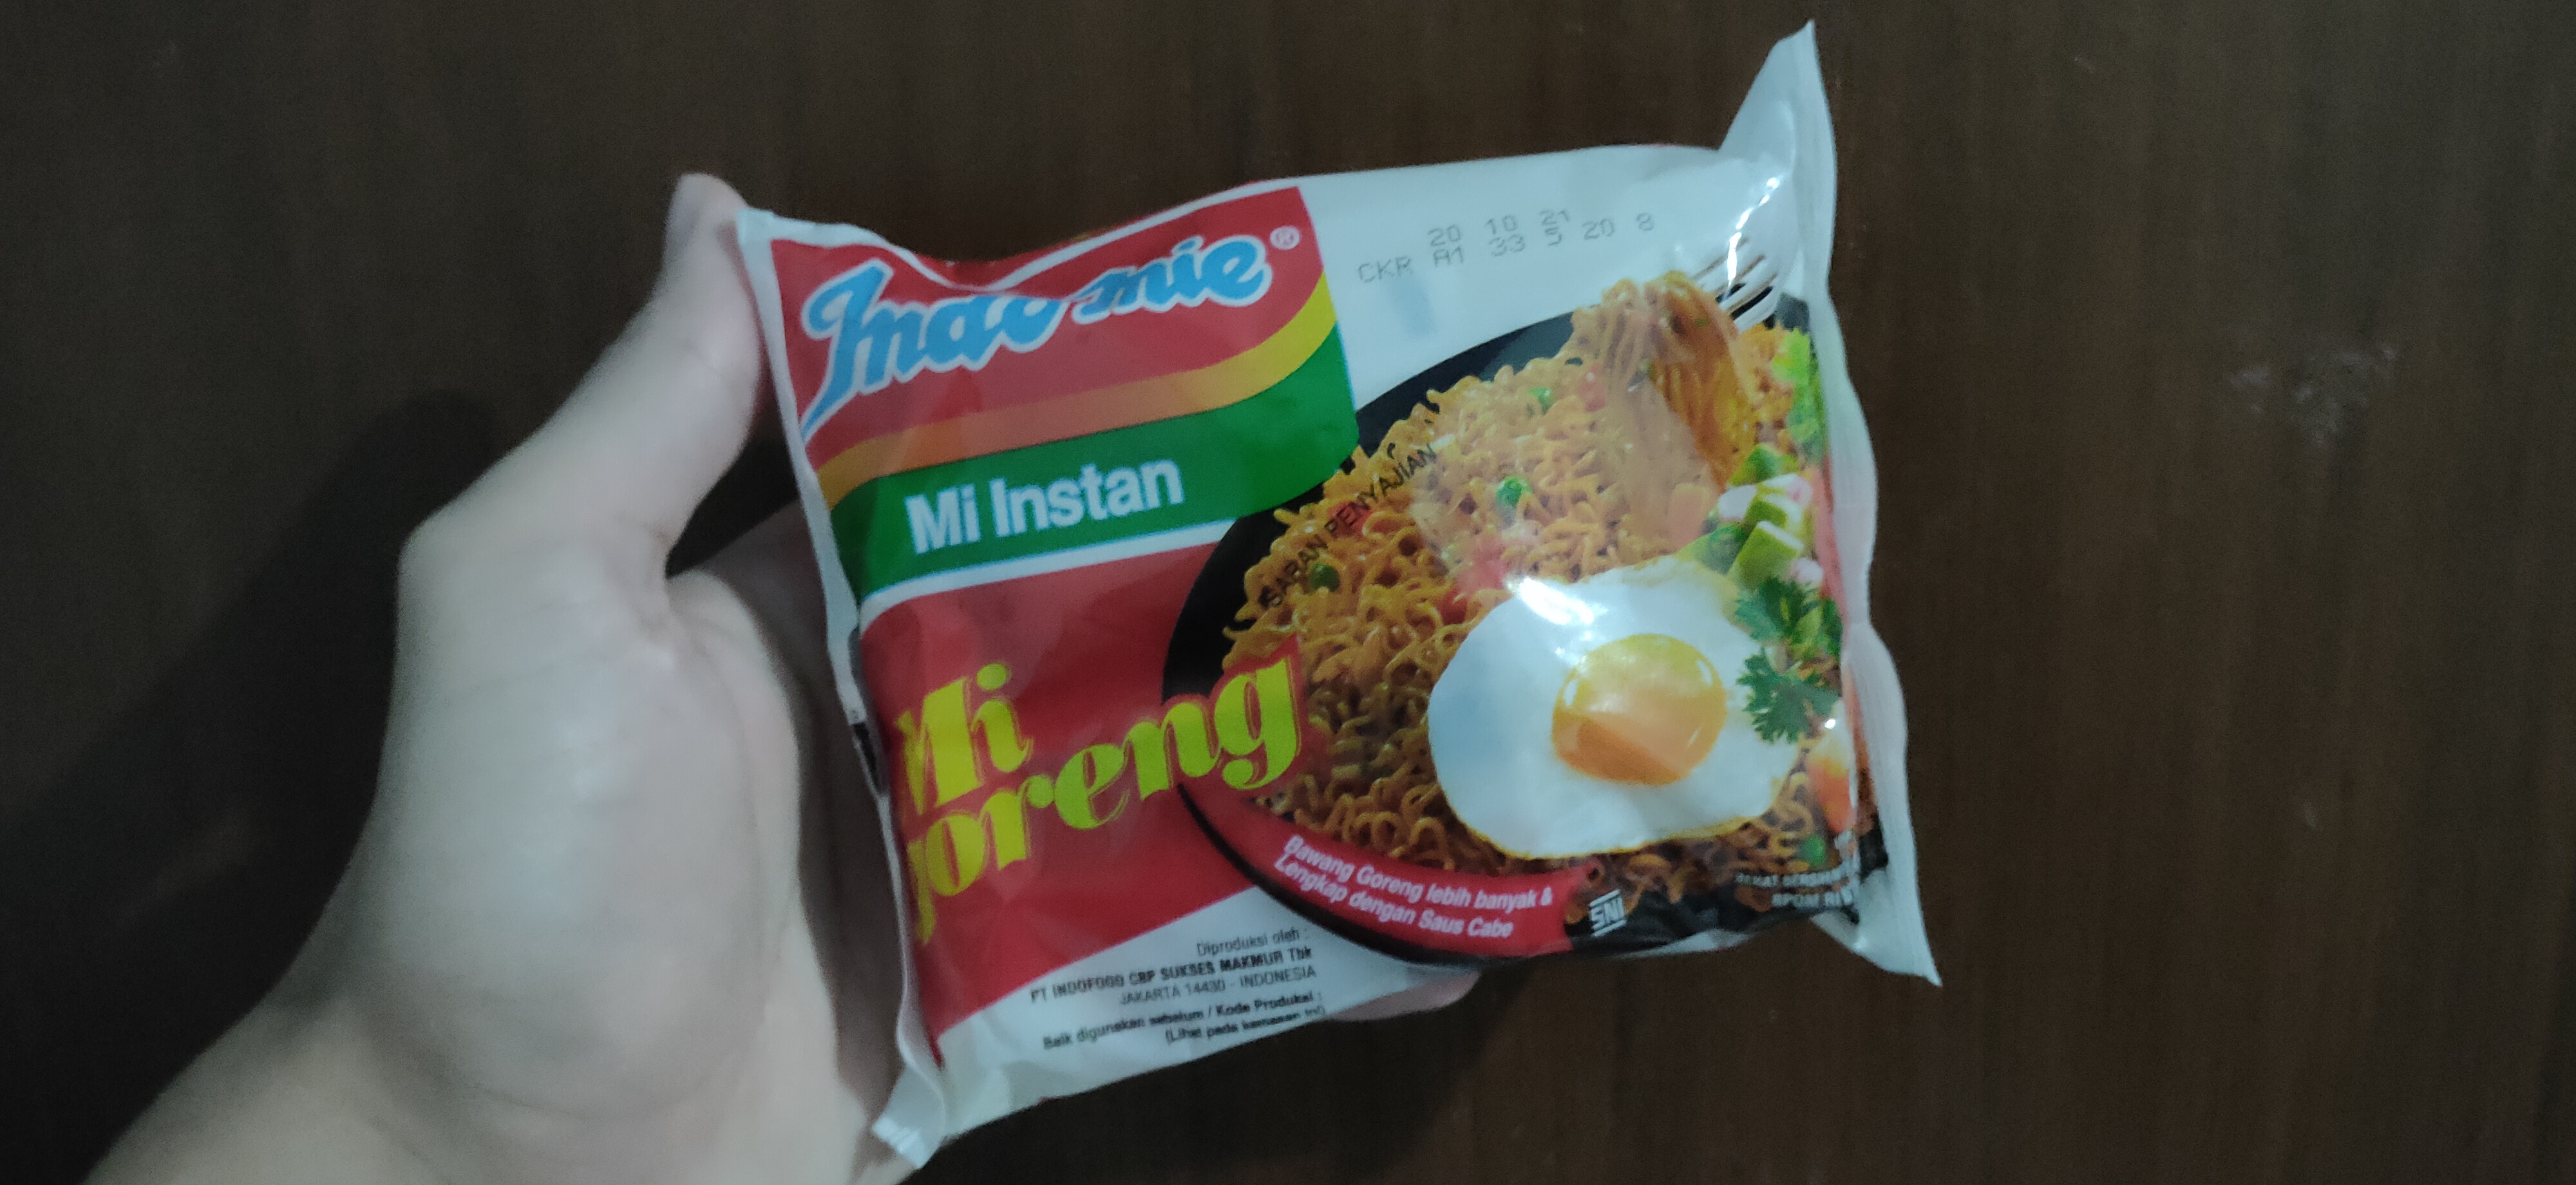 Indomie®
20 10 21
CKR A1 33 5 20 8
Mi Instan
SARAN PENYAJIAN
Mi
goreng
Bawang Goreng lebih banyak &
Lengkap dengan Saus Cabe
SNI
BPOM RI
Diproduksi oleh :
PT INDOFOOD CBP SUKSES MAKMUR Tbk
JAKARTA 14430 - INDONESIA
Baik digunakan sebelum / Kode Produksi :
(Lihat pada kemasan ini)